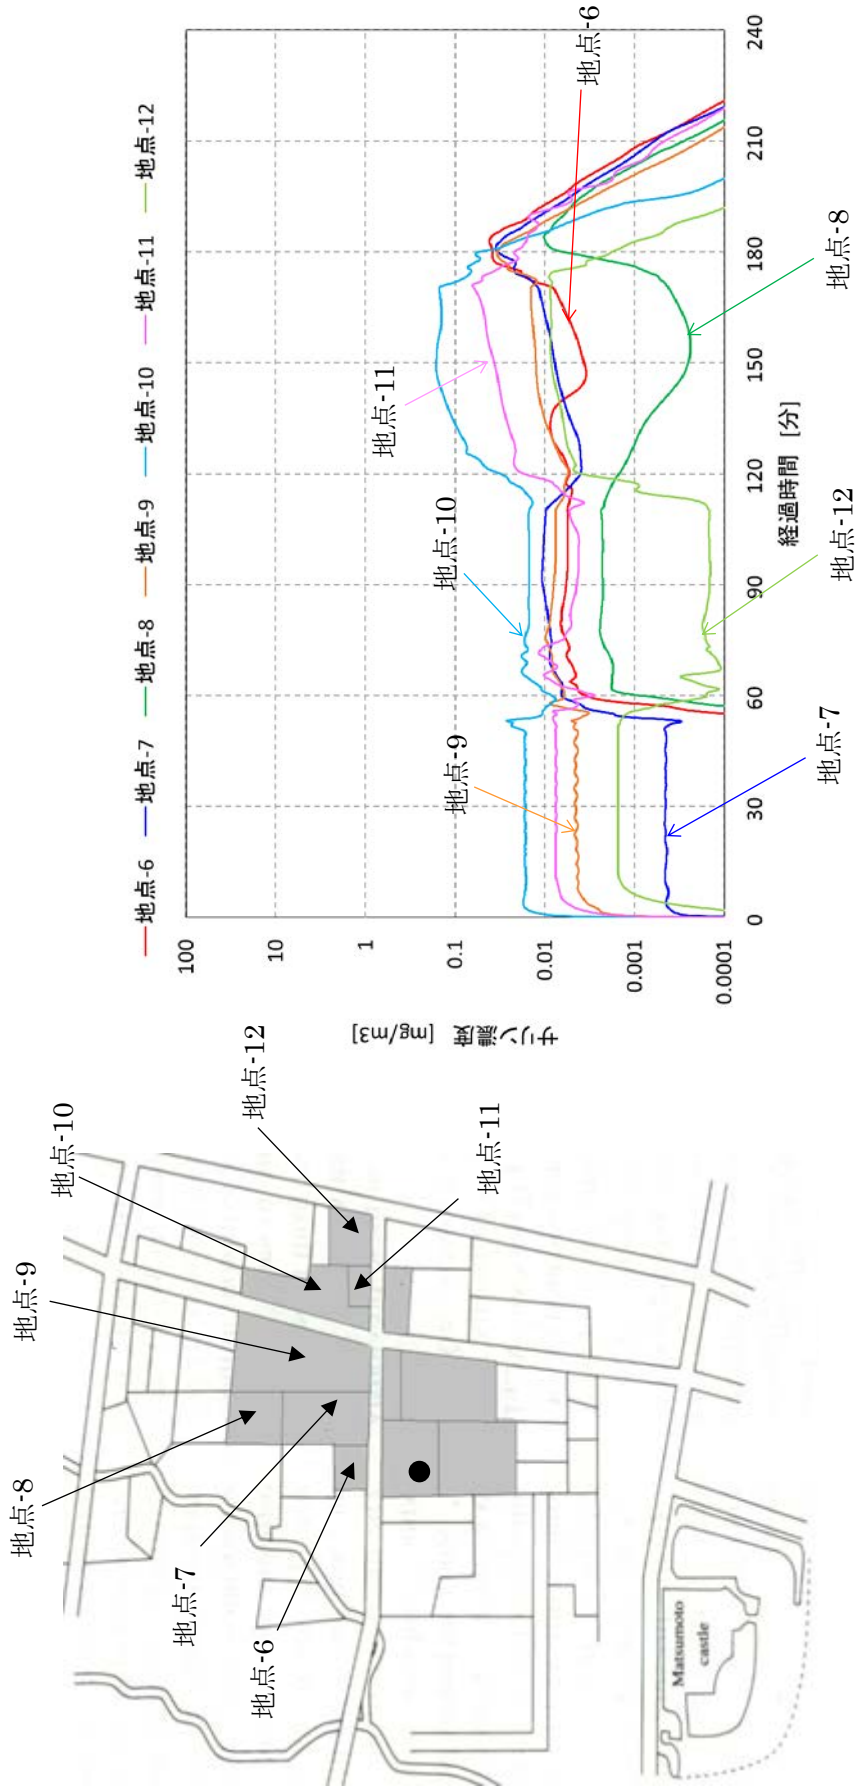 地点-8
地点-9
地点-10
地点-12
地点-7
地点-6
地点-11
Matsumoto
castle
地点-6
地点-7
地点-8
地点-9
地点-10
地点-11
地点-12
サリン濃度 [mg/m3]
100
10
1
0.1
0.01
0.001
0.0001
0
30
60
90
120
150
180
210
240
経過時間 [分]
地点-9
地点-10
地点-11
地点-6
地点-7
地点-12
地点-8